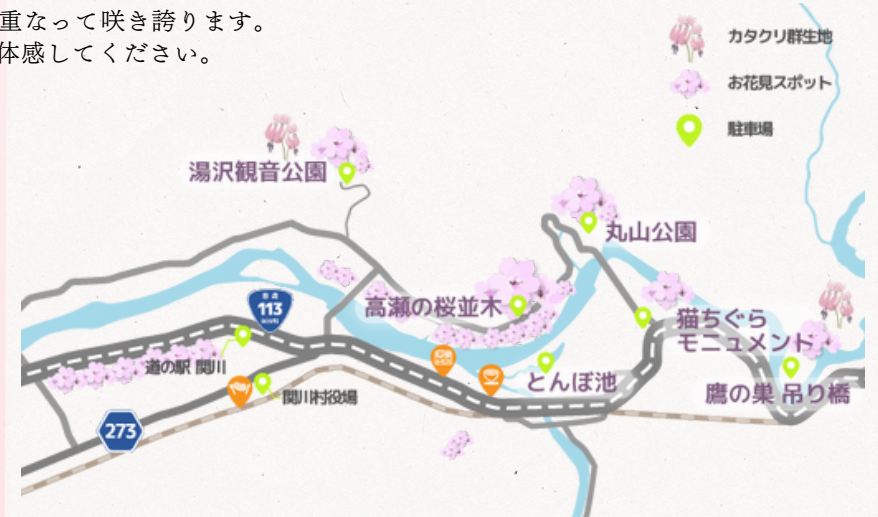 重なって咲き誇ります。
体感してください。
カタクリ群生地
お花見スポット
駐車場
湯沢観音公園
丸山公園
113
高瀬の桜並木
猫ちぐら
モニュメント
道の駅 関川
とんぼ池
鷹の巣 吊り橋
関川村役場
273